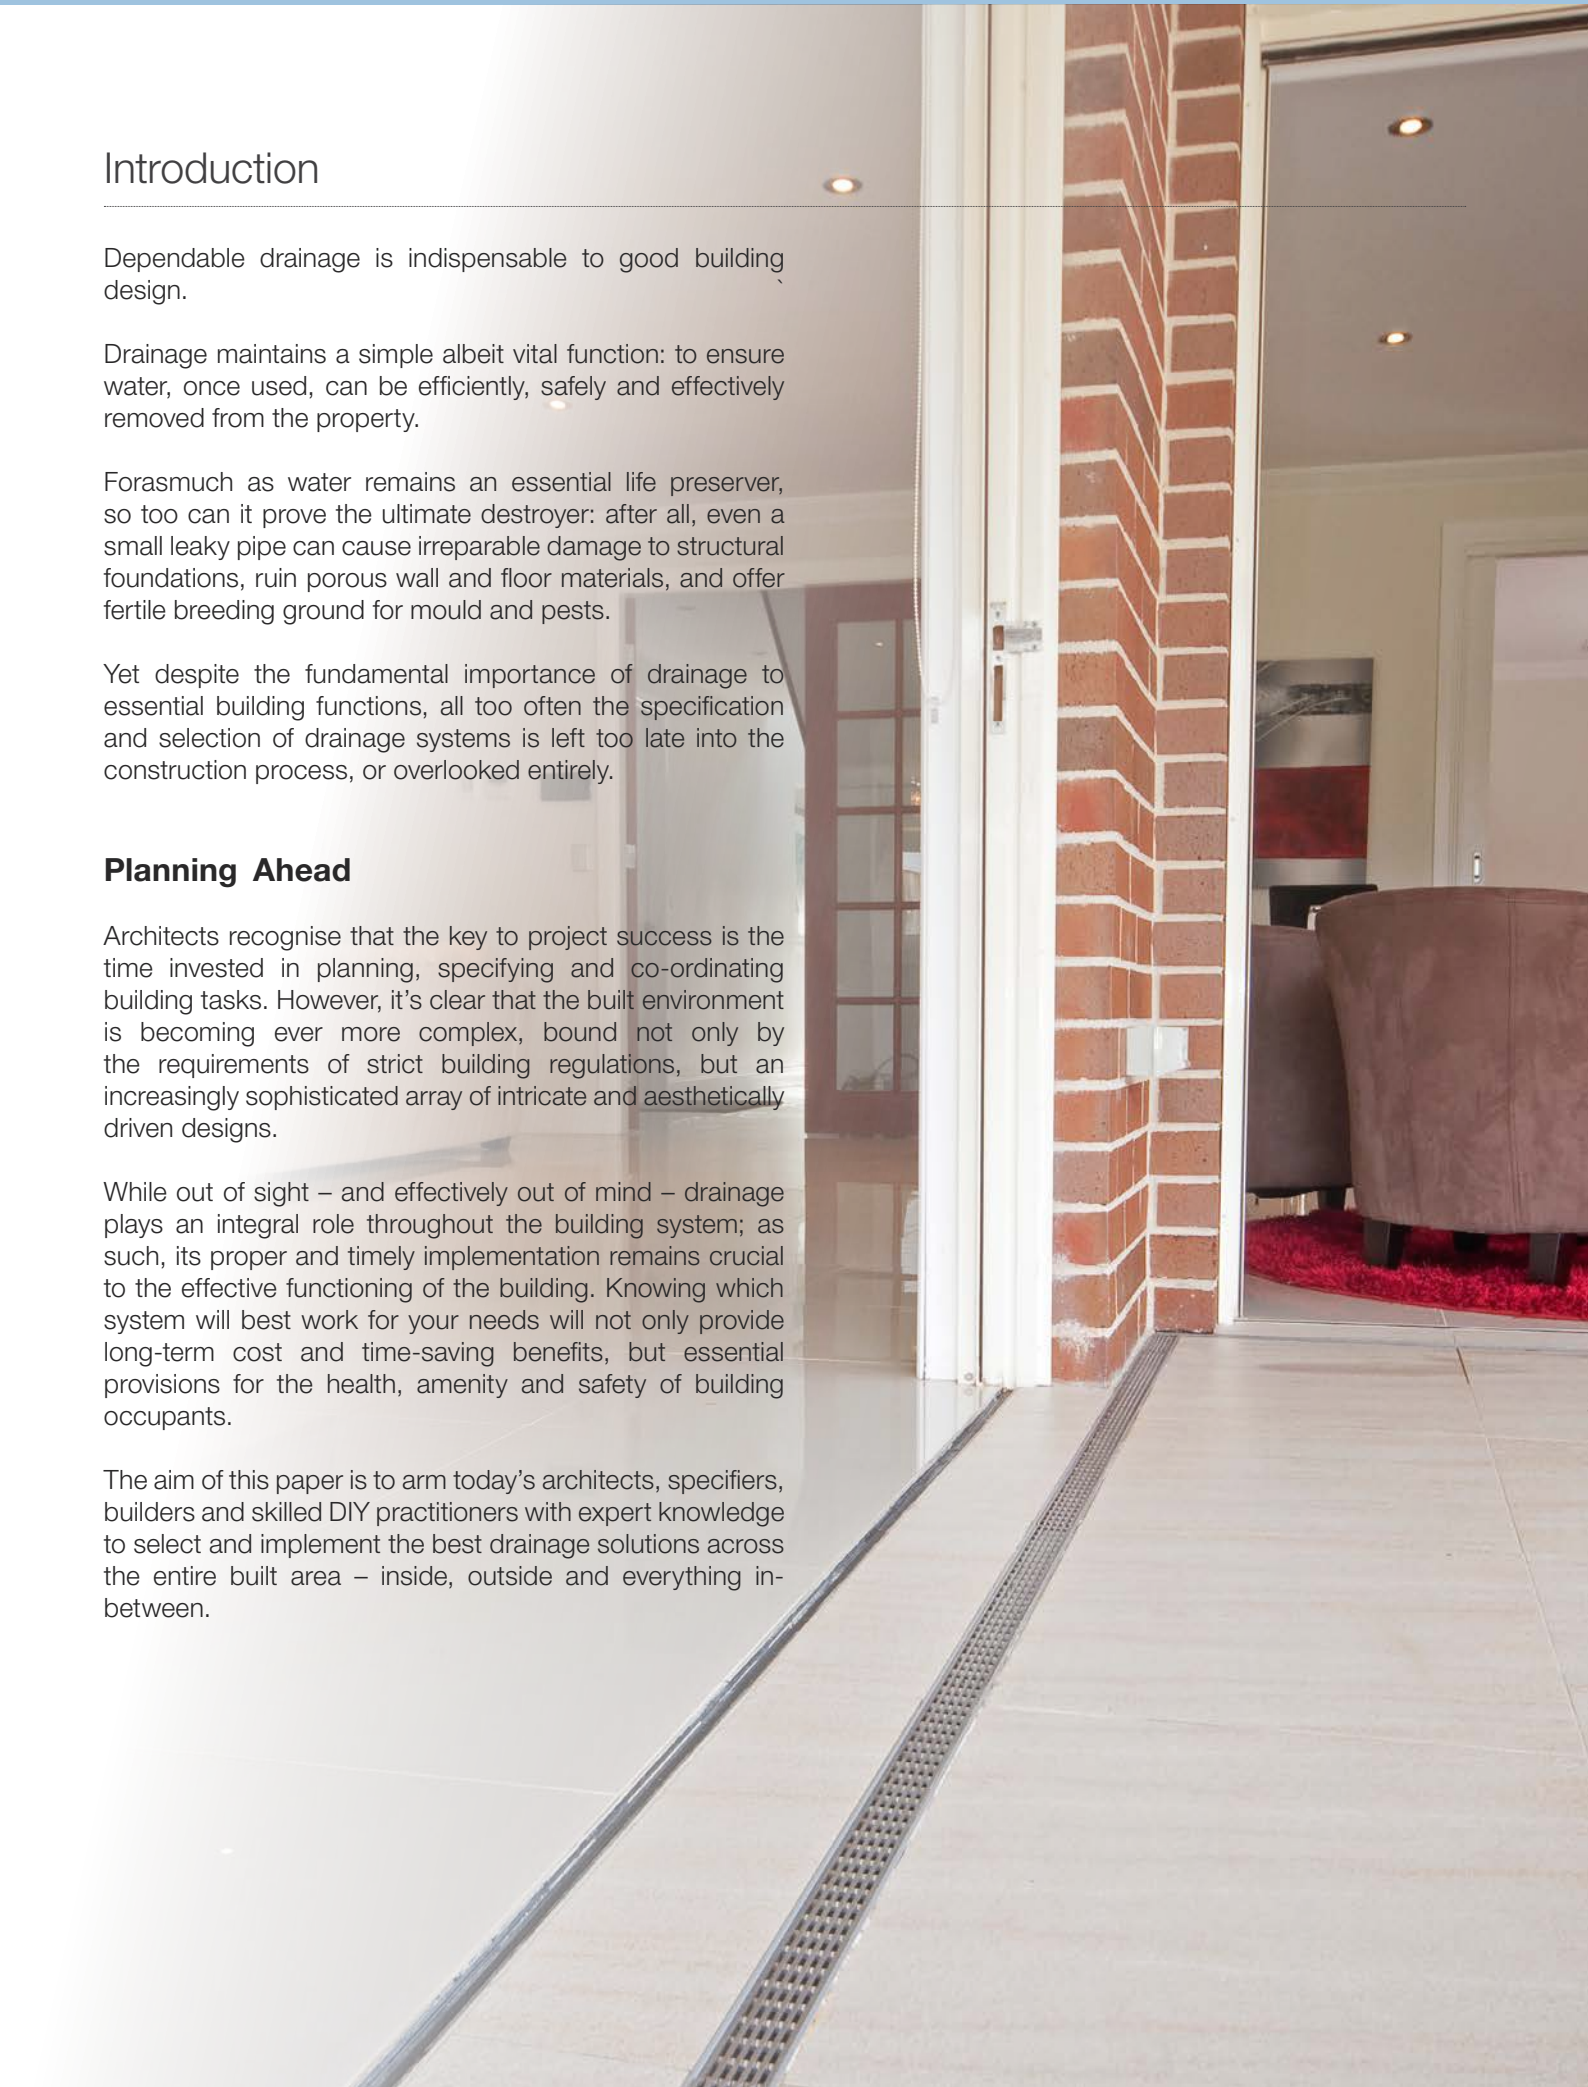 Introduction
Dependable drainage is indispensable to good building
design.
`
Drainage maintains a simple albeit vital function: to ensure
water, once used, can be efficiently, safely and effectively
removed from the property.
Forasmuch as water remains an essential life preserver,
so too can it prove the ultimate destroyer: after all, even a
small leaky pipe can cause irreparable damage to structural
foundations, ruin porous wall and floor materials, and offer
fertile breeding ground for mould and pests.
Yet despite the fundamental importance of drainage to
essential building functions, all too often the specification
and selection of drainage systems is left too late into the
construction process, or overlooked entirely.
Planning Ahead
Architects recognise that the key to project success is the
time invested in planning, specifying and co-ordinating
building tasks. However, it’s clear that the built environment
is becoming ever more complex, bound not only by
the requirements of strict building regulations, but an
increasingly sophisticated array of intricate and aesthetically
driven designs.
While out of sight – and effectively out of mind – drainage
plays an integral role throughout the building system; as
such, its proper and timely implementation remains crucial
to the effective functioning of the building. Knowing which
system will best work for your needs will not only provide
long-term cost and time-saving benefits, but essential
provisions for the health, amenity and safety of building
occupants.
The aim of this paper is to arm today’s architects, specifiers,
builders and skilled DIY practitioners with expert knowledge
to select and implement the best drainage solutions across
the entire built area – inside, outside and everything in-
between.